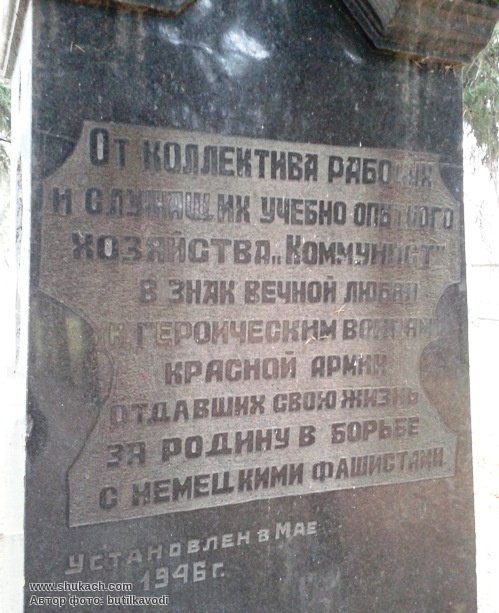 От коллектива рабочих
и служащих учебно опытного
хозяйства „Коммунист"
в знак вечной любви
к героическим воинам
Красной Армии
отдавших свою жизнь
за Родину в борьбе
с немецкими фашистами
Установлен в Мае
1946 г.
www.shukach.com
Автор фото: butilkavodi